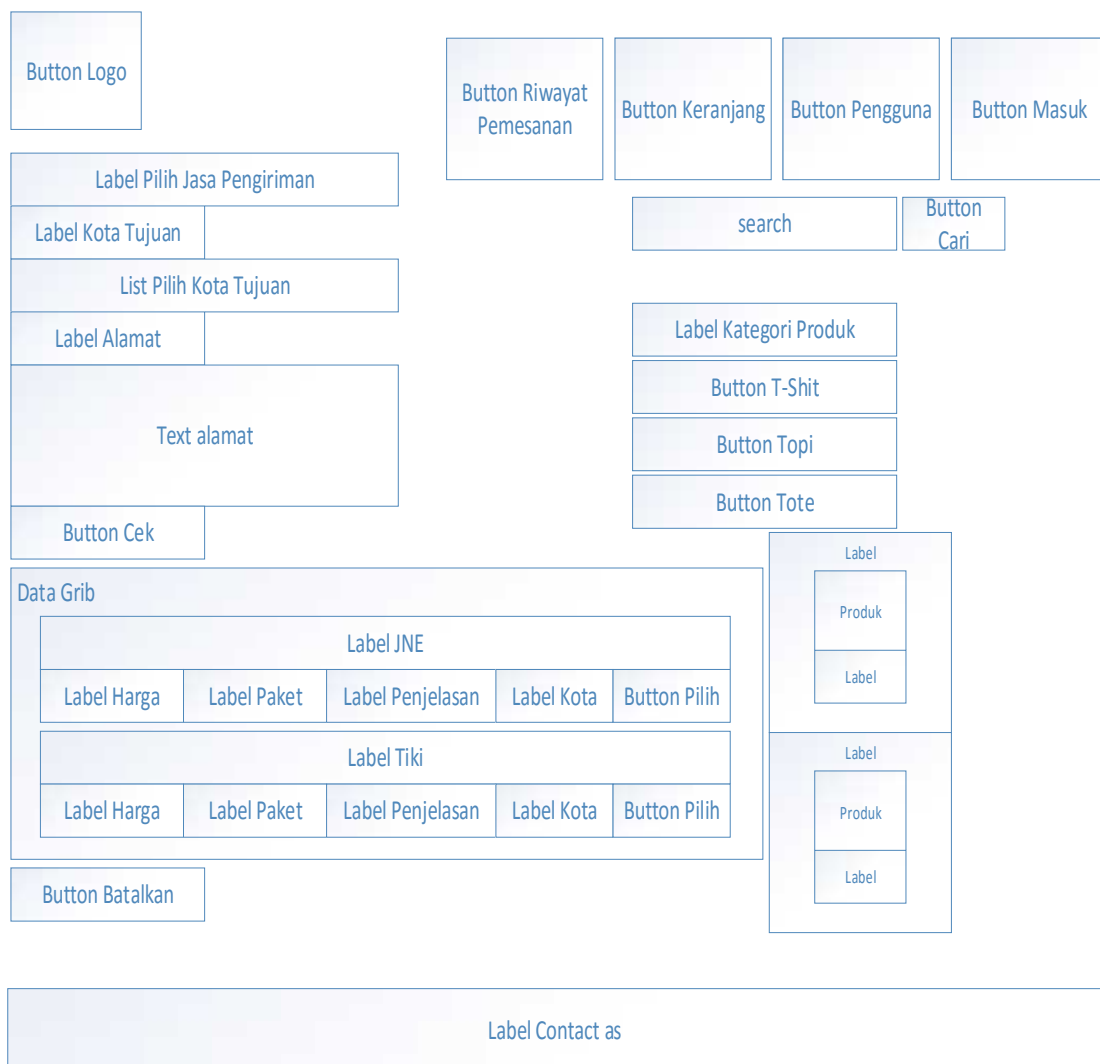 Button Logo
Button Riwayat
Pemesanan
Button Keranjang
Button Pengguna
Button Masuk
Label Pilih Jasa Pengiriman
Label Kota Tujuan
List Pilih Kota Tujuan
Label Alamat
Text alamat
Button Cek
search
Button
Cari
Label Kategori Produk
Button T-Shit
Button Topi
Button Tote
Data Grib
Label JNE
Label Harga
Label Paket
Label Penjelasan
Label Kota
Button Pilih
Label Tiki
Label Harga
Label Paket
Label Penjelasan
Label Kota
Button Pilih
Label
Produk
Label
Label
Produk
Label
Button Batalkan
Label Contact as